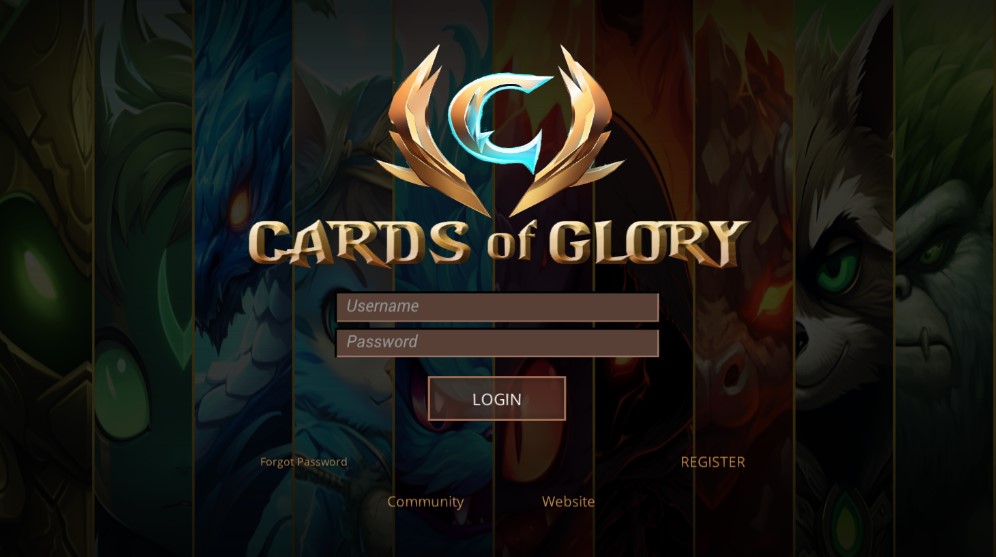 CARDS of GLORY
Username
Password
LOGIN
Forgot Password
REGISTER
Community
Website